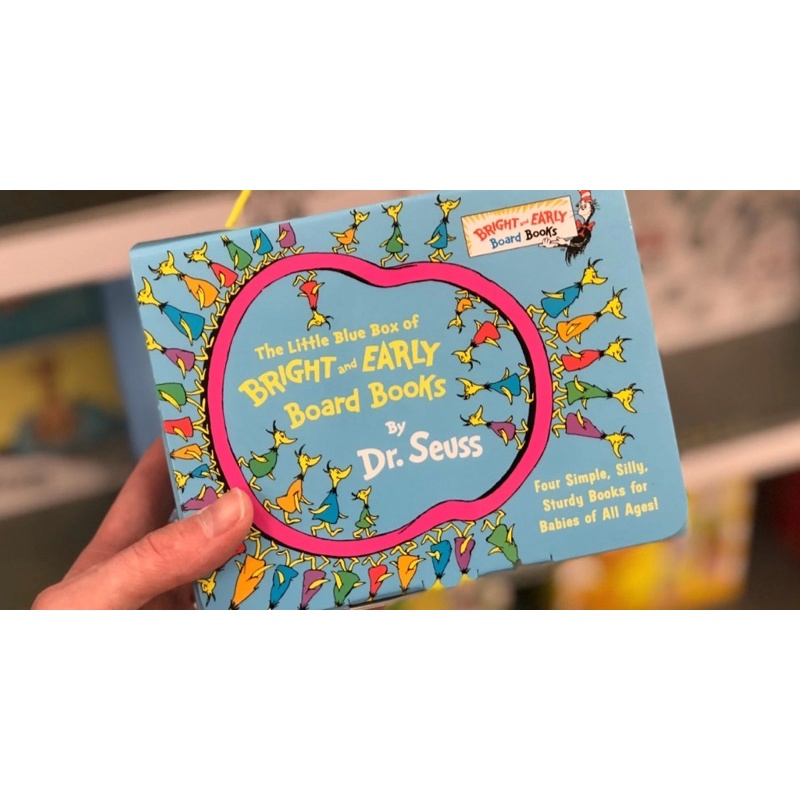 BRIGHT and EARLY
Board Books
The Little Blue Box of
BRIGHT and EARLY
Board Books
By
Dr. Seuss
Four Simple, Silly,
Sturdy Books for
Babies of All Ages!